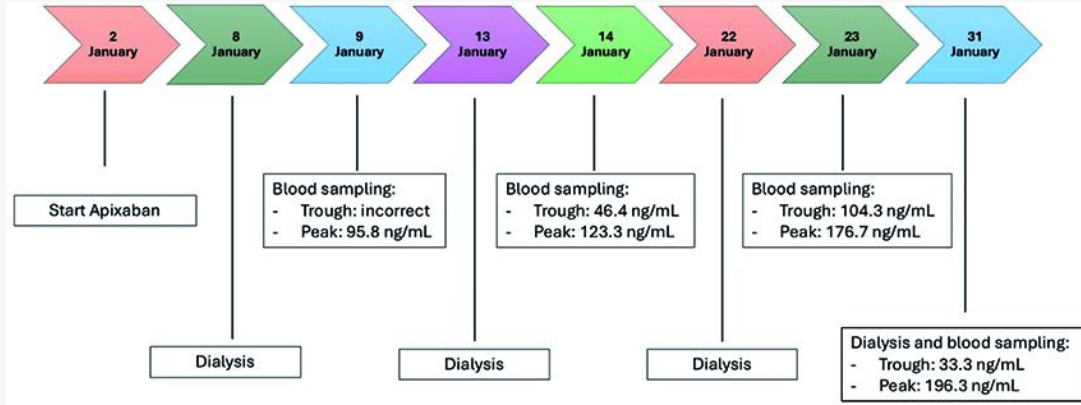 2
January
8
January
9
January
13
January
14
January
22
January
23
January
31
January
Start Apixaban
Dialysis
Blood sampling:
- Trough: incorrect
- Peak: 95.8 ng/mL
Dialysis
Blood sampling:
- Trough: 46.4 ng/mL
- Peak: 123.3 ng/mL
Dialysis
Blood sampling:
- Trough: 104.3 ng/mL
- Peak: 176.7 ng/mL
Dialysis and blood sampling:
- Trough: 33.3 ng/mL
- Peak: 196.3 ng/mL